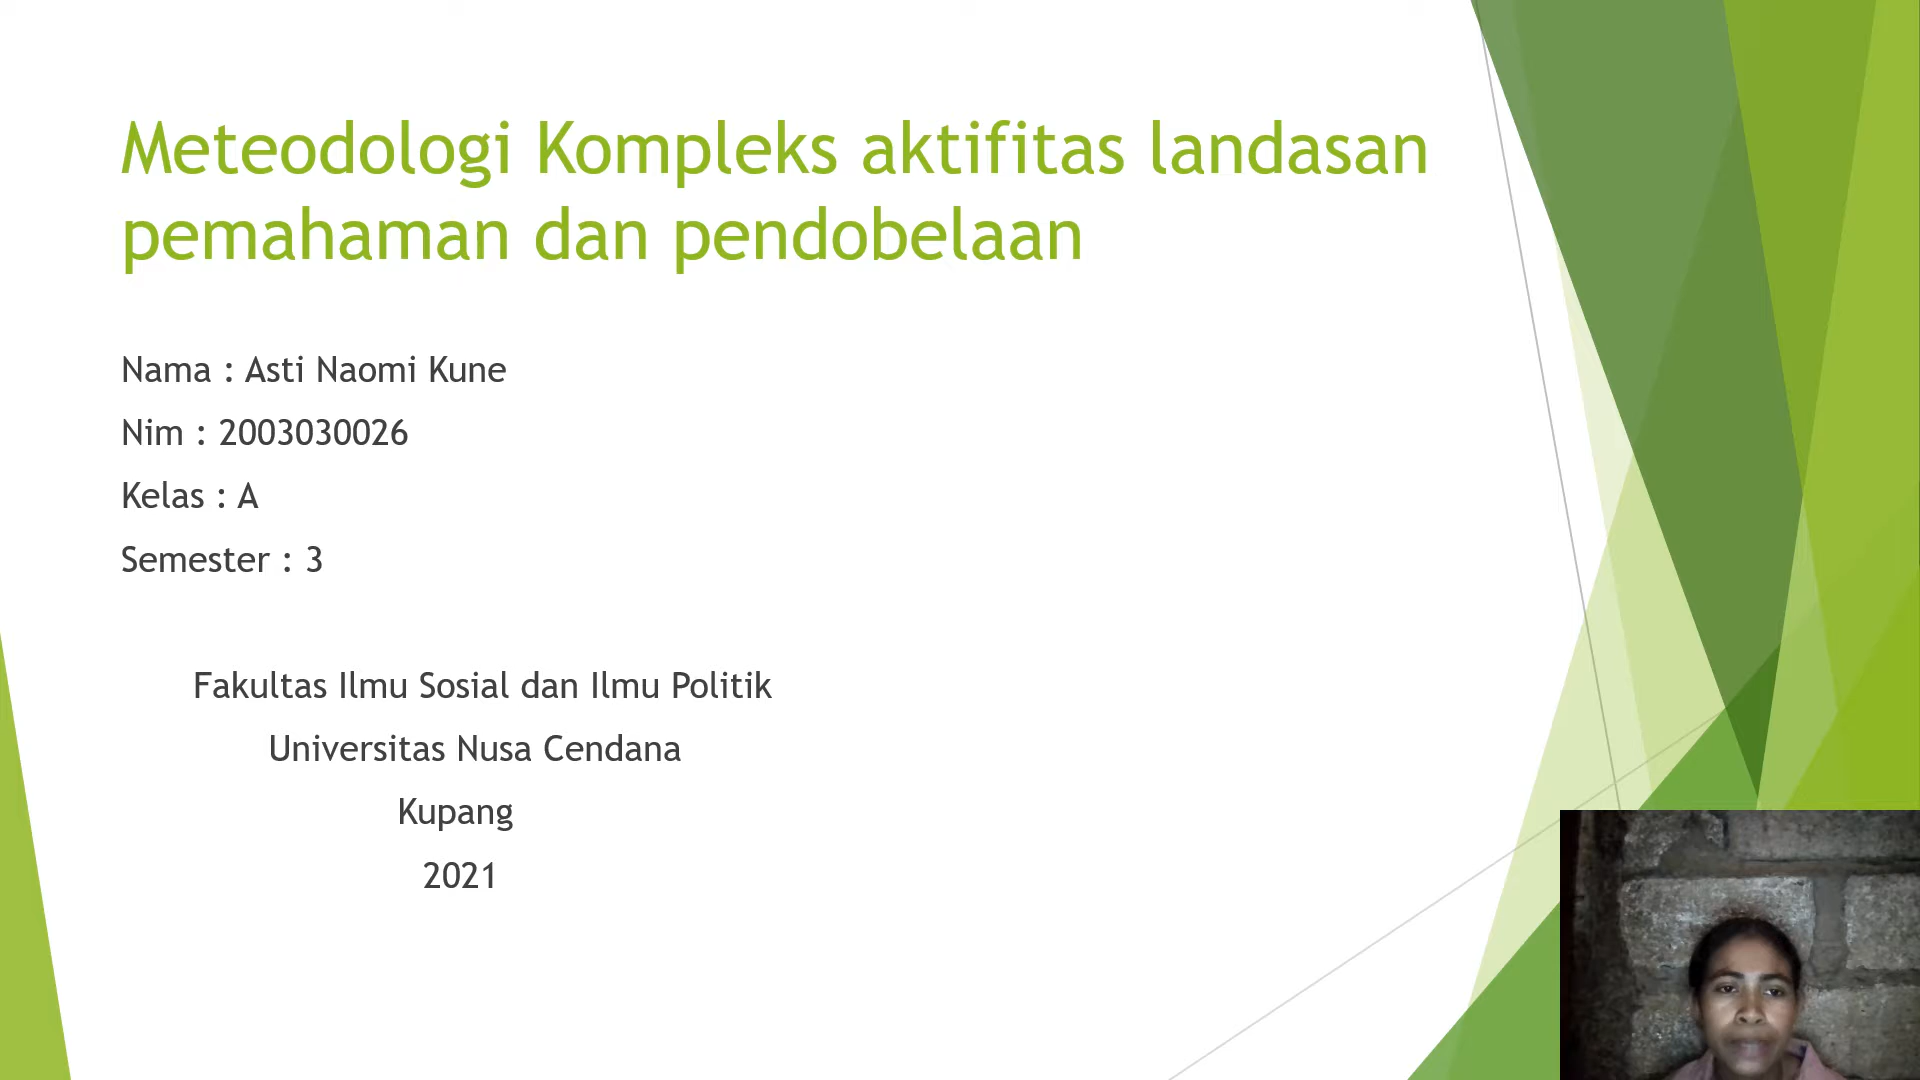 Meteodologi Kompleks aktifitas landasan
pemahaman dan pendobelaan
Nama : Asti Naomi Kune
Nim : 2003030026
Kelas : A
Semester : 3
Fakultas Ilmu Sosial dan Ilmu Politik
Universitas Nusa Cendana
Kupang
2021